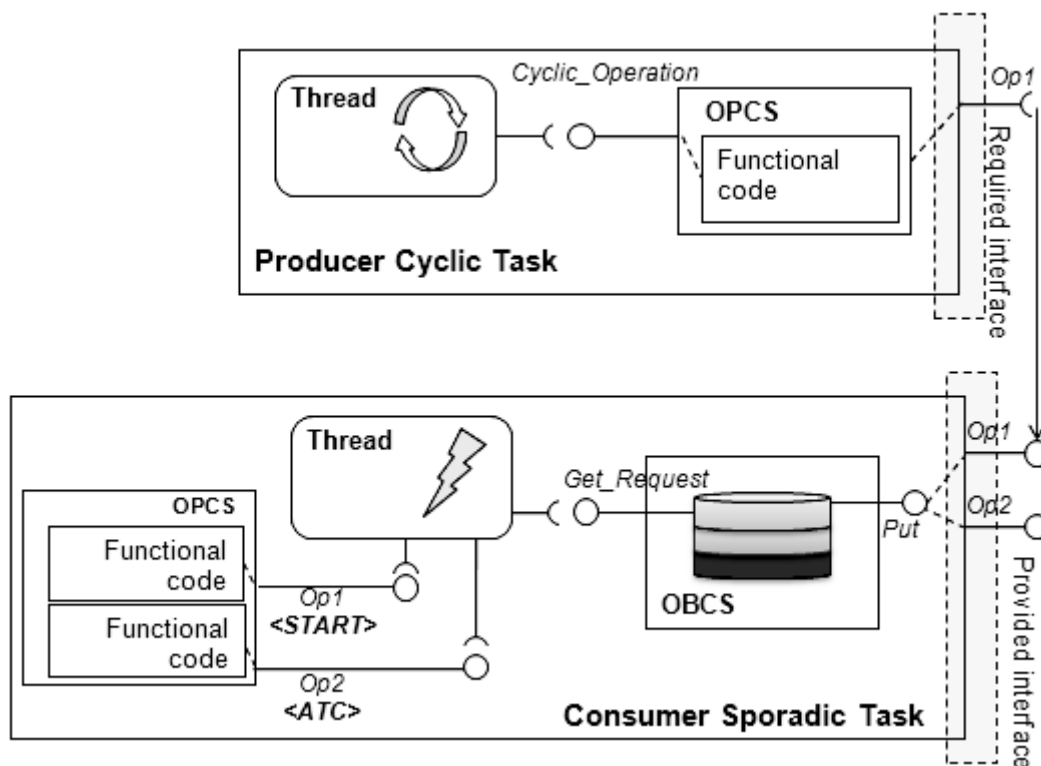 Cyclic_Operation
Op1
Thread
OPCS
Functional
code
Required interface
Producer Cyclic Task
Op1
Thread
Get_Request
Op2
OPCS
Put
Functional
code
OBCS
Op1
<START>
Functional
code
Op2
<ATC>
Provided interface
Consumer Sporadic Task